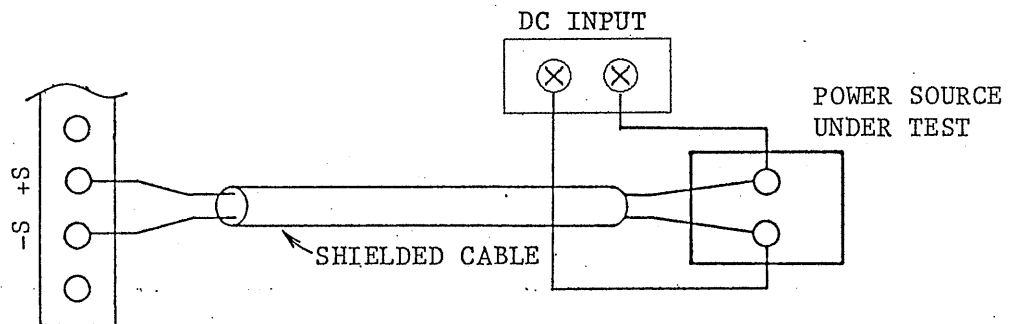 DC INPUT
POWER SOURCE
UNDER TEST
+S
-S
SHIELDED CABLE